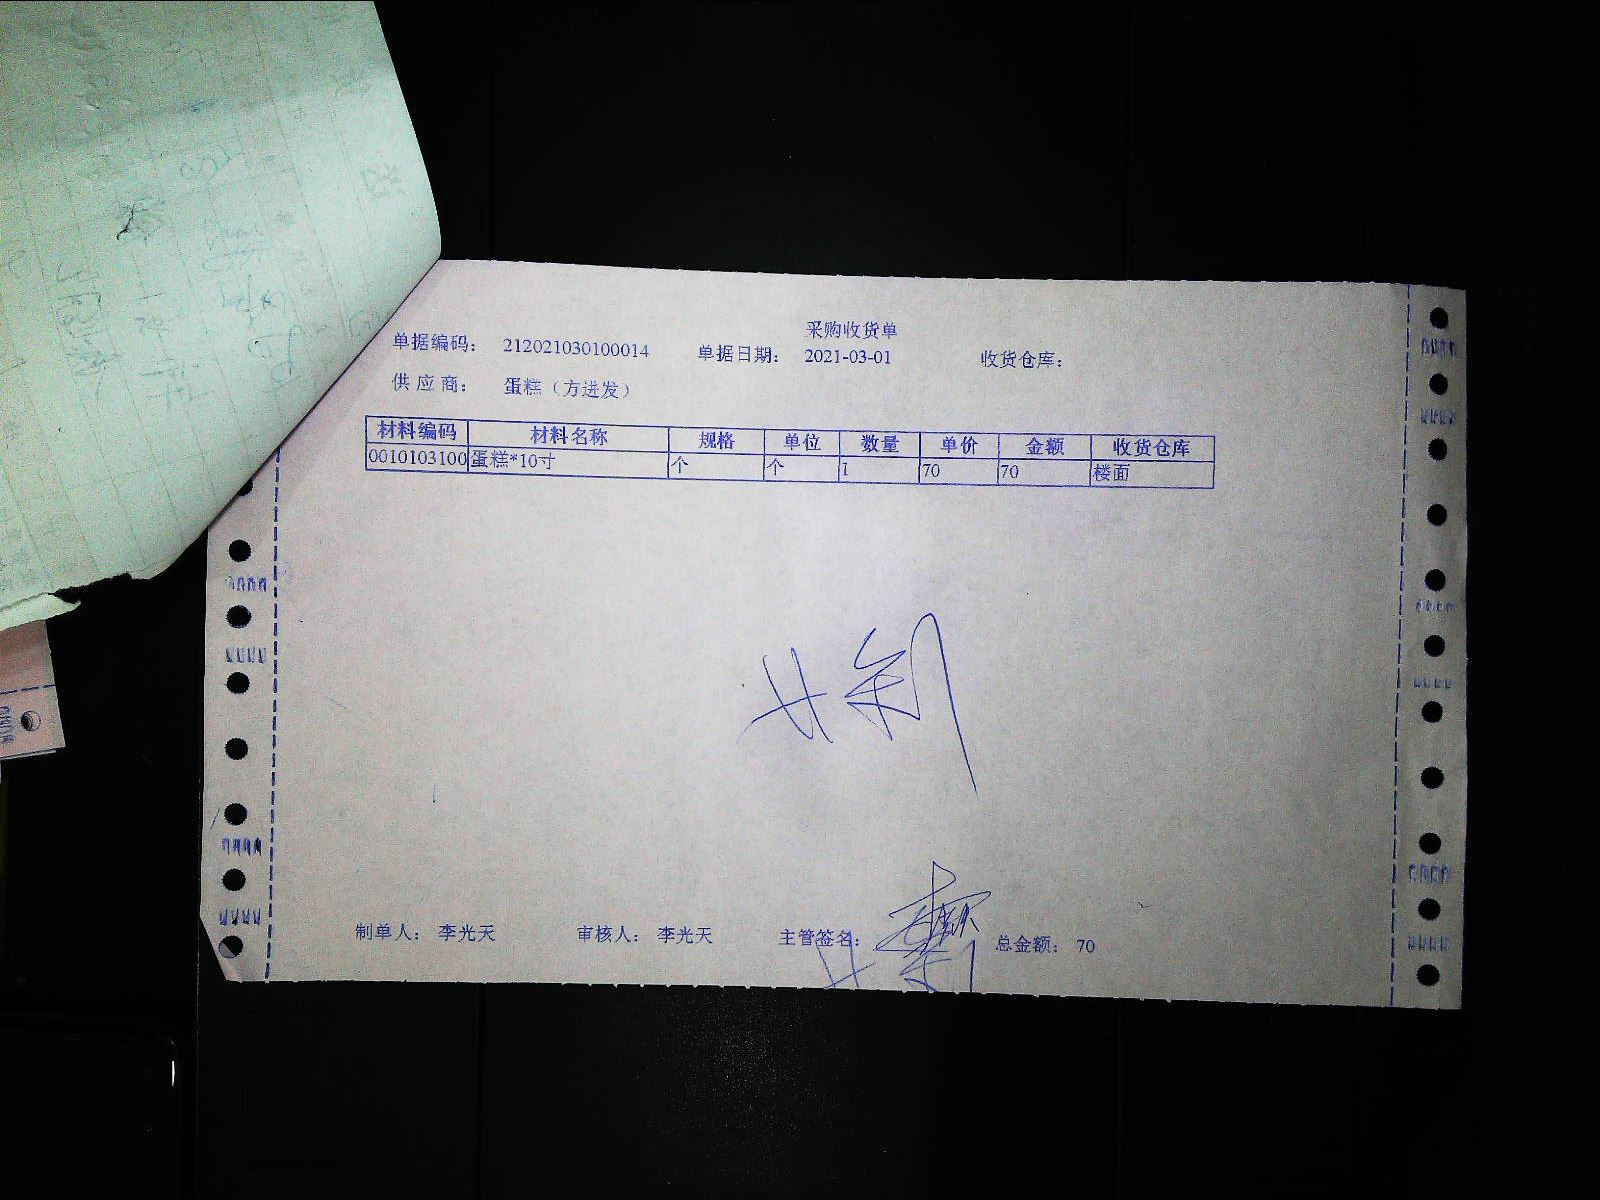 采购收货单
单据编码： 212021030100014 单据日期： 2021-03-01 收货仓库：
供应商： 蛋糕（方进发）
材料编码 材料名称 规格 单位 数量 单价 金额 收货仓库
0010103100 蛋糕*10寸 个 个 1 70 70 楼面
制单人： 李光天 审核人： 李光天 主管签名： 总金额： 70